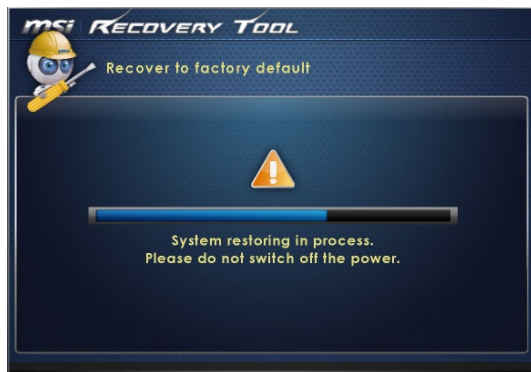 msi RECOVERY TOOL
Recover to factory default
System restoring in process.
Please do not switch off the power.